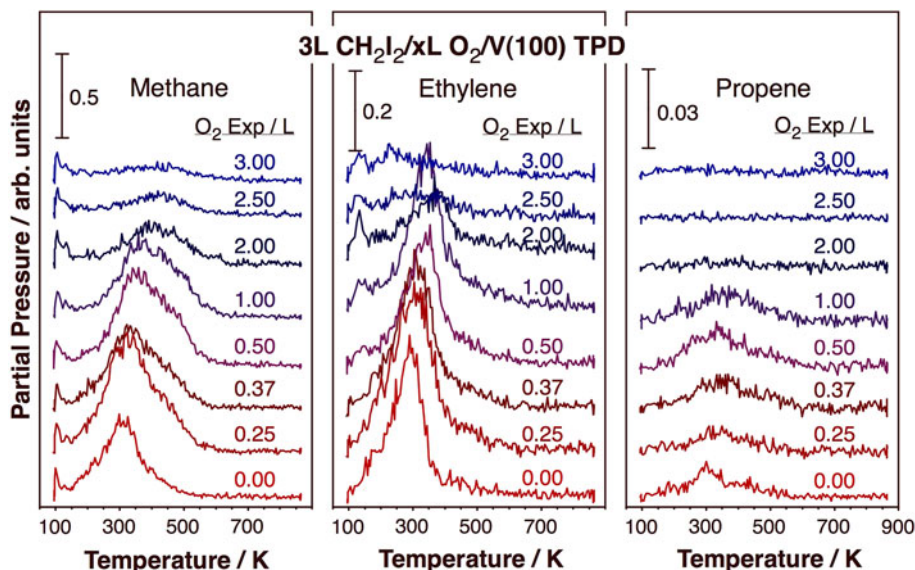 3L CH₂I₂/xL O₂/V(100) TPD
Partial Pressure / arb. units
0.5
Methane
O₂ Exp / L
3.00
2.50
2.00
1.00
0.50
0.37
0.25
0.00
100 300 500 700
Temperature / K
0.2
Ethylene
O₂ Exp / L
3.00
2.50
2.00
1.00
0.50
0.37
0.25
0.00
100 300 500 700
Temperature / K
0.03
Propene
O₂ Exp / L
3.00
2.50
2.00
1.00
0.50
0.37
0.25
0.00
100 300 500 700 900
Temperature / K